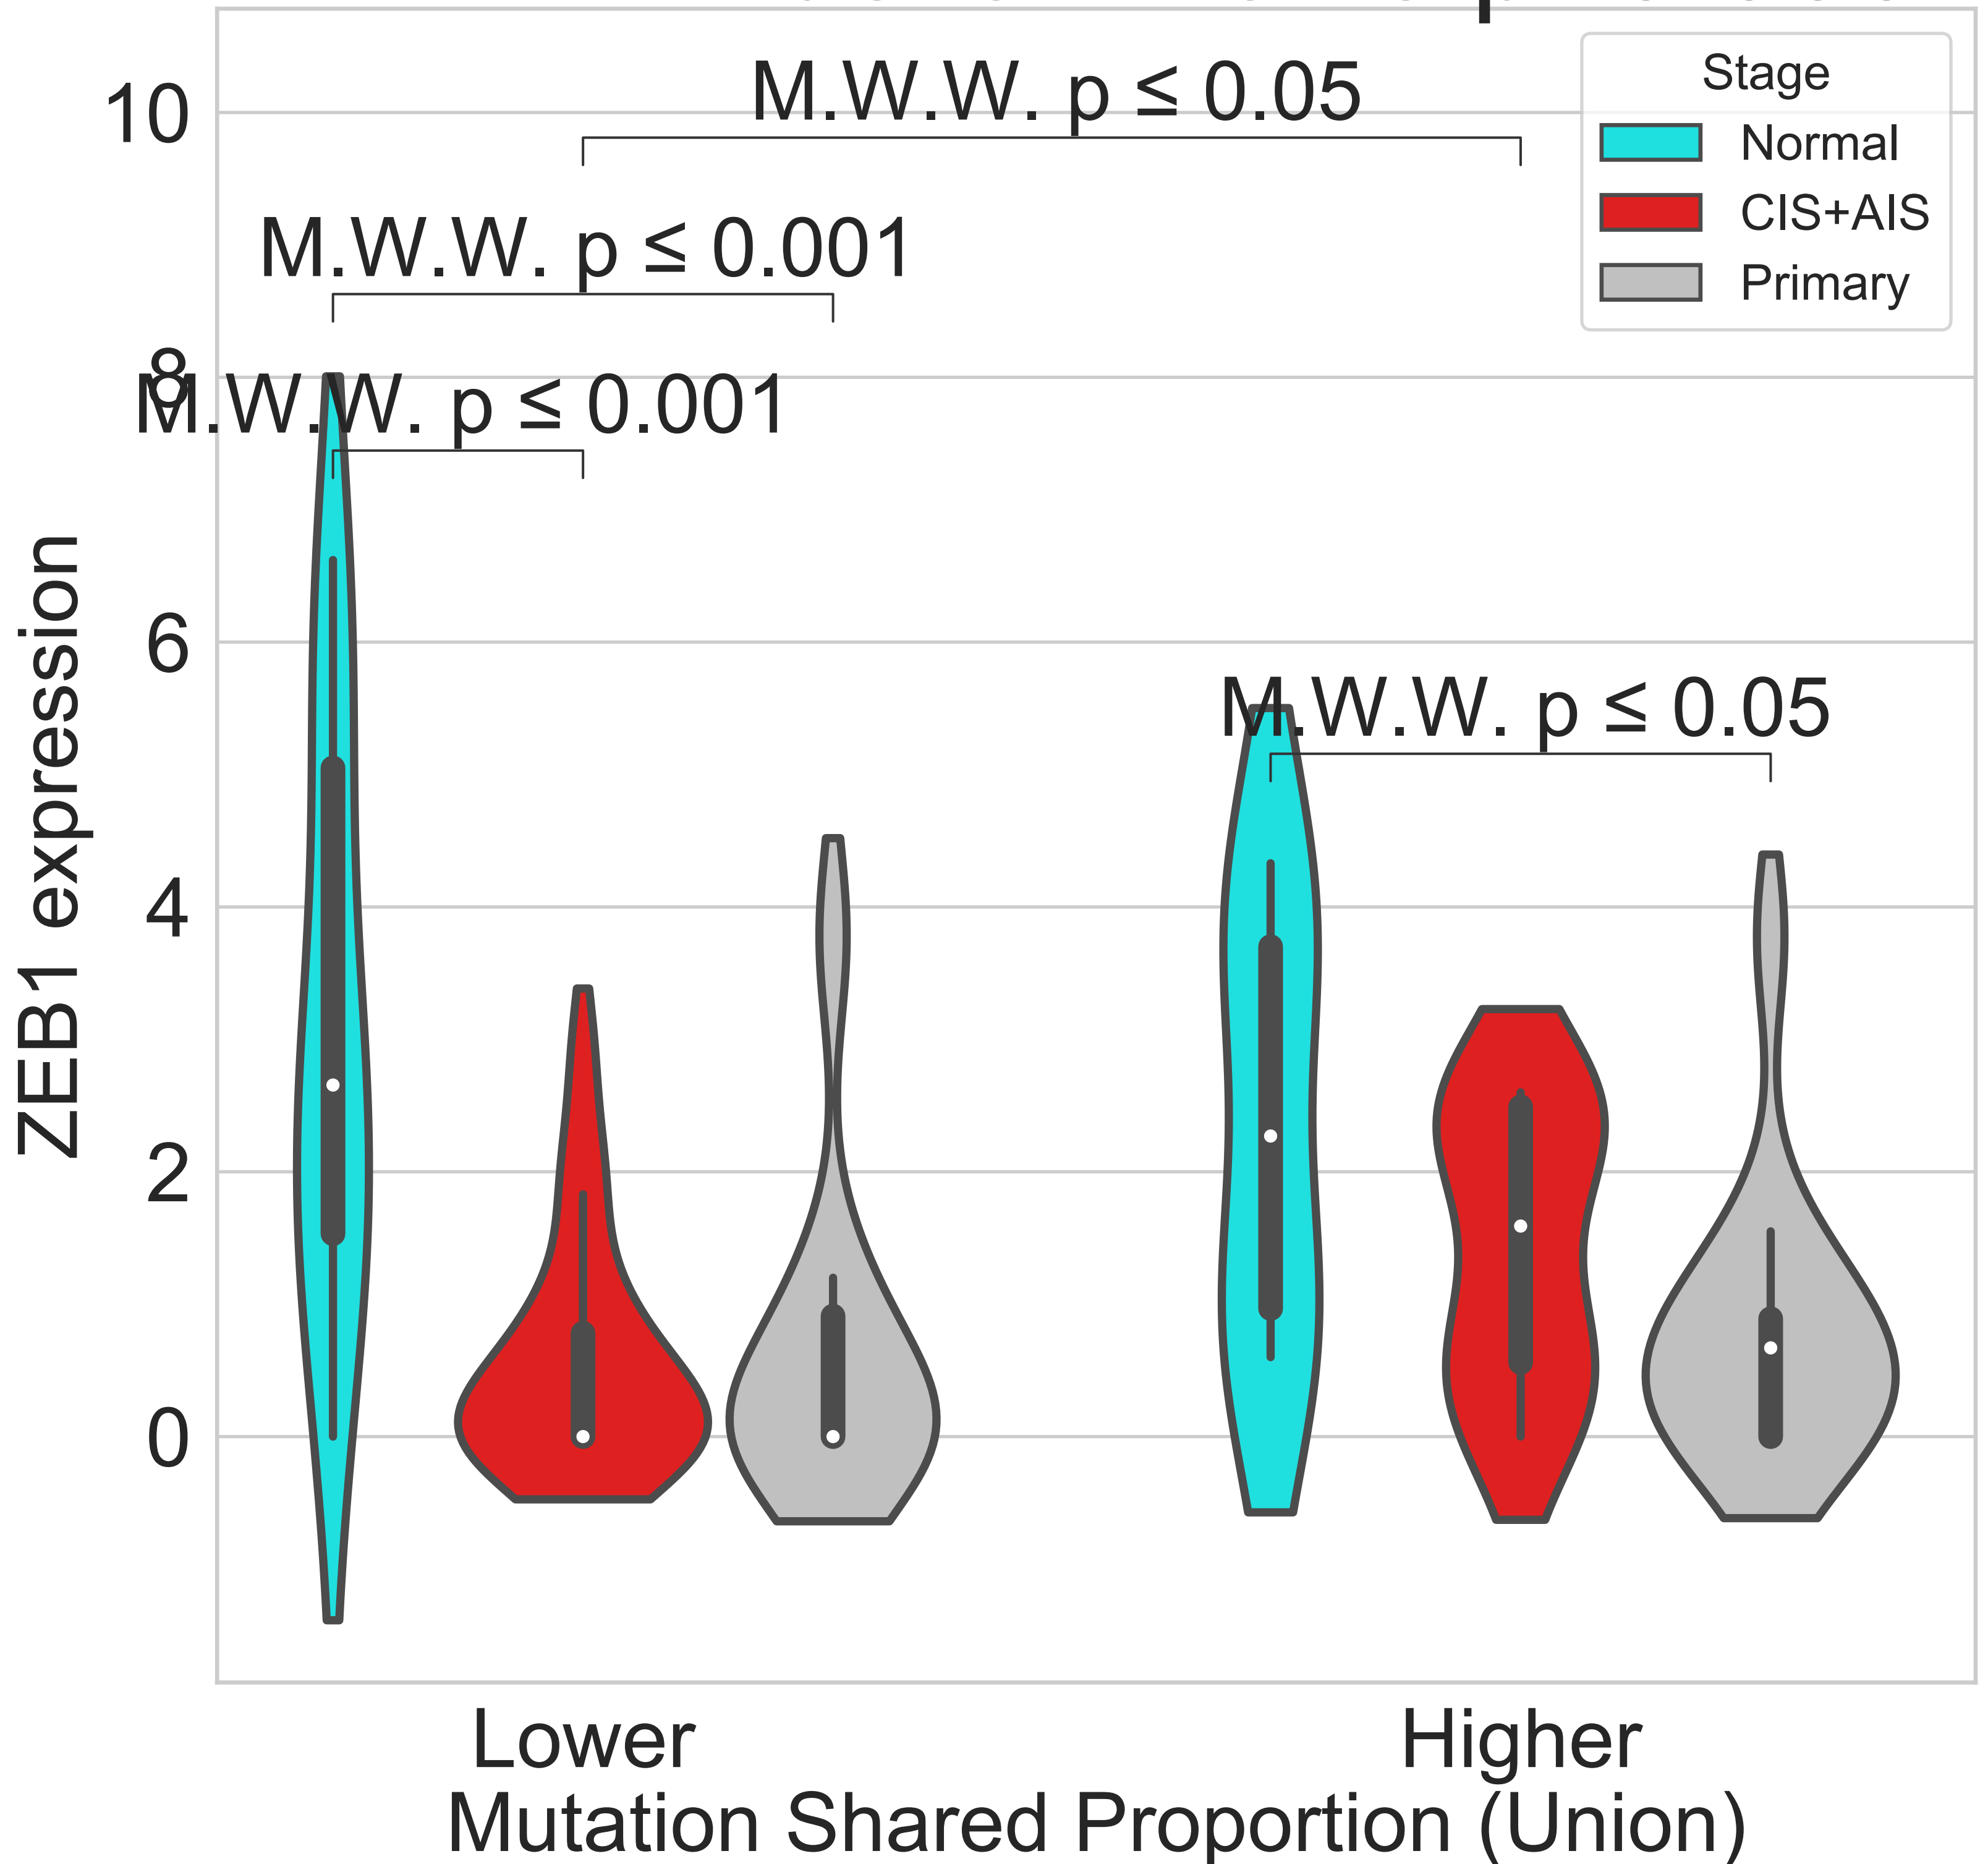 Stage
Normal
CIS+AIS
Primary
M.W.W. p ≤ 0.05
M.W.W. p ≤ 0.001
M.W.W. p ≤ 0.001
M.W.W. p ≤ 0.05
10
8
6
4
2
0
ZEB1 expression
Lower
Higher
Mutation Shared Proportion (Union)